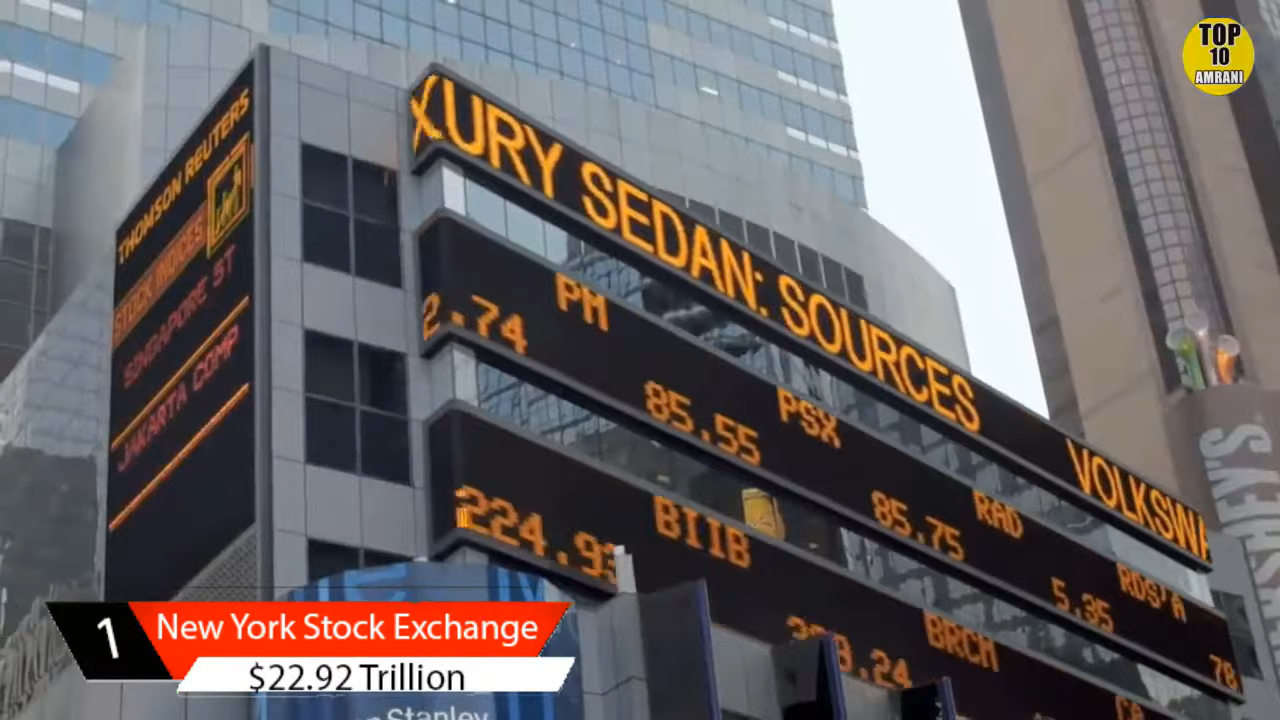 TOP
10
AMRANI
THOMSON REUTERS
STOCK INDICES
SINGAPORE ST
JAKARTA COMP
XURY SEDAN: SOURCES VOLKSWA
PM PSX RAD RDS'A
2.74 85.55 85.75 5.35 78
BIIB BRCM
224.93
1
New York Stock Exchange
$22.92 Trillion
Stanley